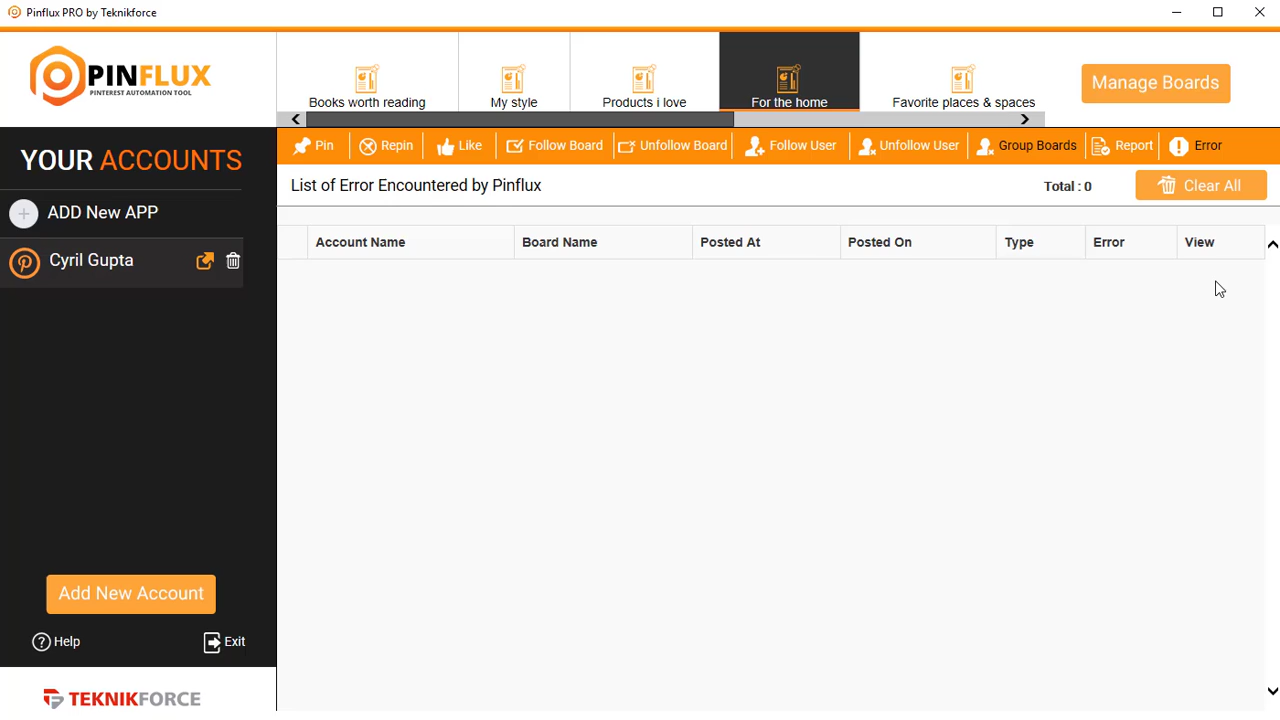 Pinflux PRO by Teknikforce
PINFLUX
PINTEREST AUTOMATION TOOL
Books worth reading
My style
Products i love
For the home
Favorite places & spaces
Manage Boards
YOUR ACCOUNTS
Pin
Repin
Like
Follow Board
Unfollow Board
Follow User
Unfollow User
Group Boards
Report
Error
List of Error Encountered by Pinflux
Total : 0
Clear All
ADD New APP
Account Name
Board Name
Posted At
Posted On
Type
Error
View
Cyril Gupta
Add New Account
Help
Exit
TEKNIKFORCE